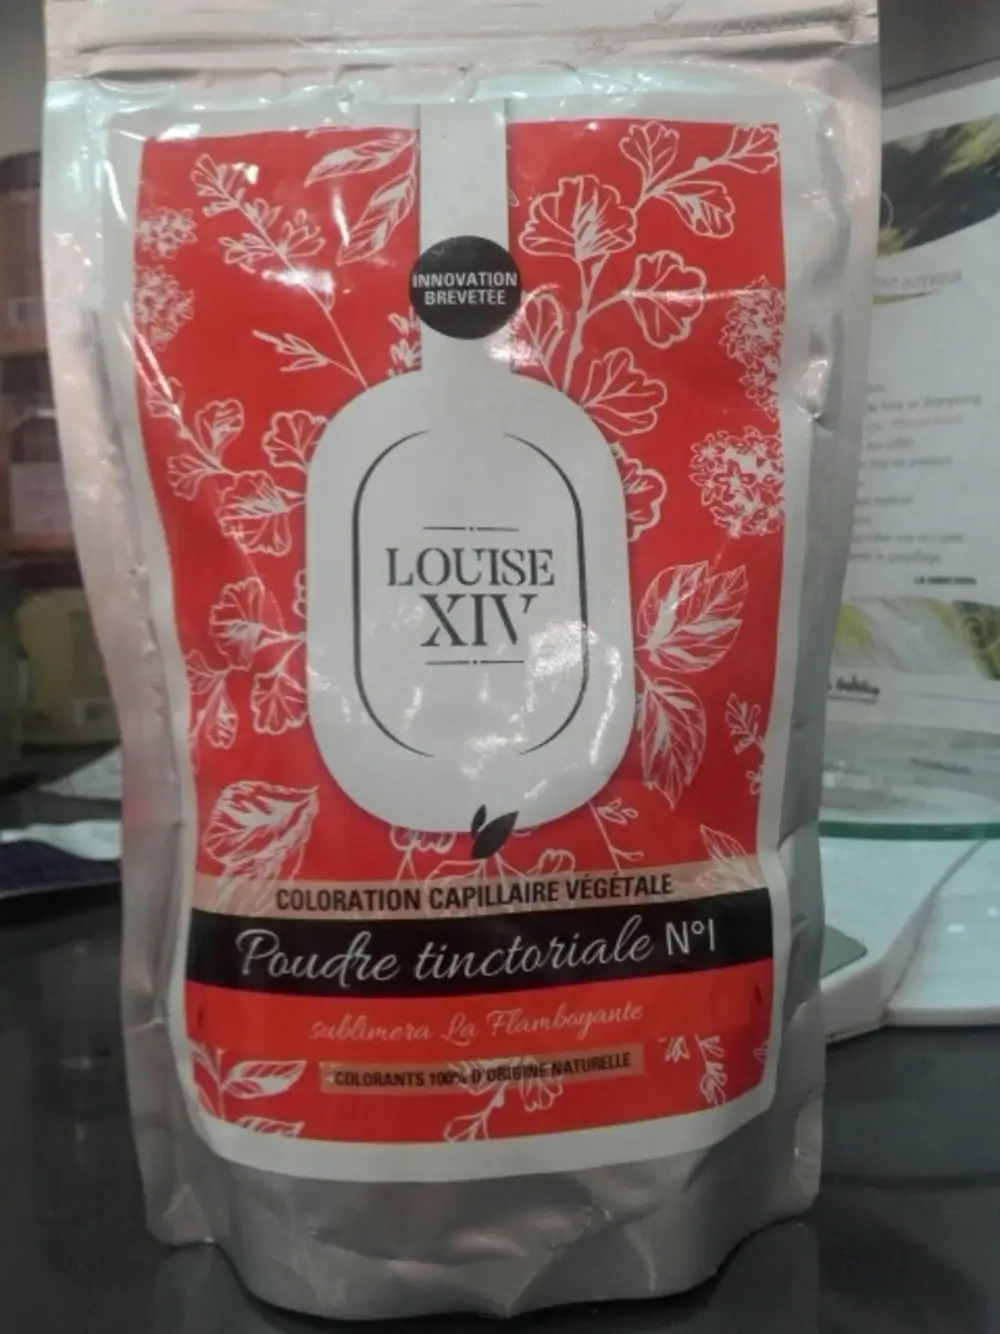 INNOVATION
BREVETÉE
LOUISE
XIV
COLORATION CAPILLAIRE VÉGÉTALE
Poudre tinctoriale N°1
sublimera La Flamboyante
COLORANTS 100% D'ORIGINE NATURELLE